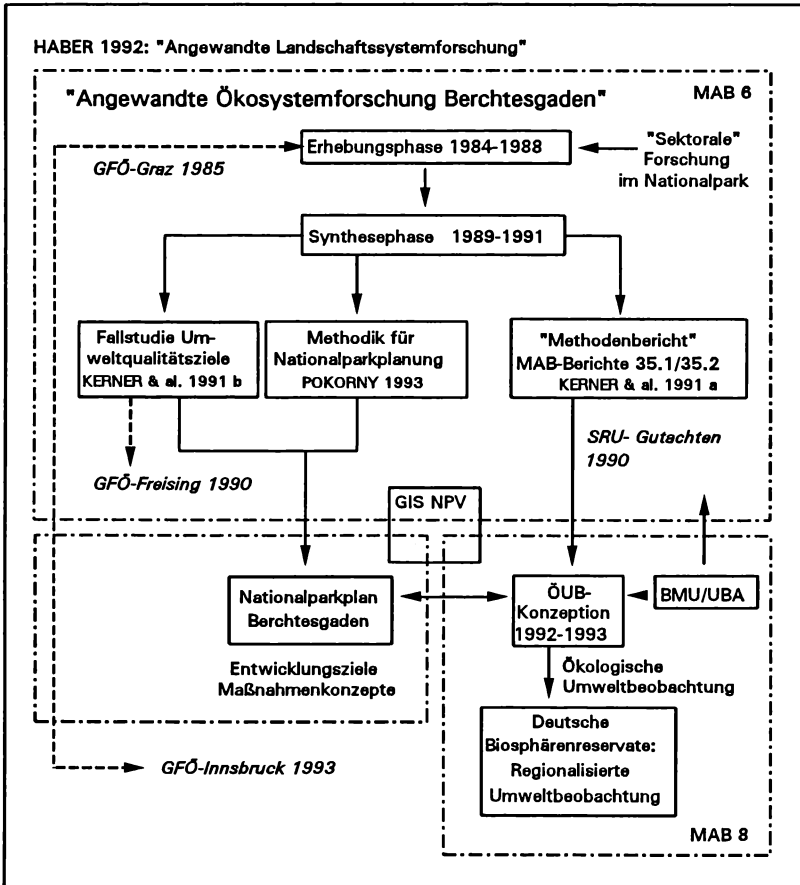 HABER 1992: "Angewandte Landschaftssystemforschung"
MAB 6
"Angewandte Ökosystemforschung Berchtesgaden"
Erhebungsphase 1984-1988
"Sektorale"
Forschung
im Nationalpark
GFÖ-Graz 1985
Synthesephase 1989-1991
Fallstudie Um-
weltqualitätsziele
KERNER & al. 1991 b
Methodik für
Nationalparkplanung
POKORNY 1993
"Methodenbericht"
MAB-Berichte 35.1/35.2
KERNER & al. 1991 a
SRU- Gutachten
1990
GFÖ-Freising 1990
GIS NPV
Nationalparkplan
Berchtesgaden
ÖUB-
Konzeption
1992-1993
BMU/UBA
Entwicklungsziele
Maßnahmenkonzepte
Ökologische
Umweltbeobachtung
Deutsche
Biosphärenreservate:
Regionalisierte
Umweltbeobachtung
GFÖ-Innsbruck 1993
MAB 8